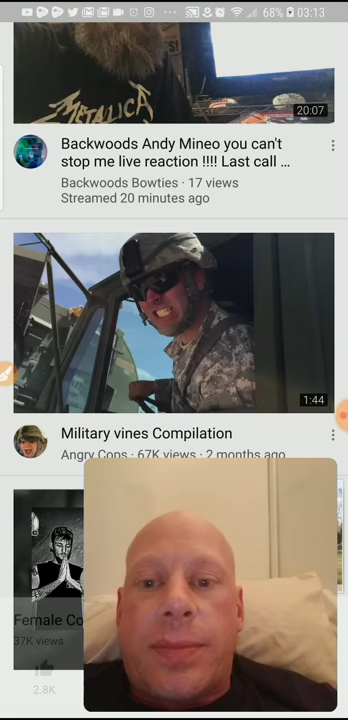 68% 03:13
METALLICA
20:07
Backwoods Andy Mineo you can't
stop me live reaction !!!! Last call ...
Backwoods Bowties · 17 views
Streamed 20 minutes ago
1:44
Military vines Compilation
Angry Cops · 67K views · 2 months ago
Female Co
37K views
2.8K